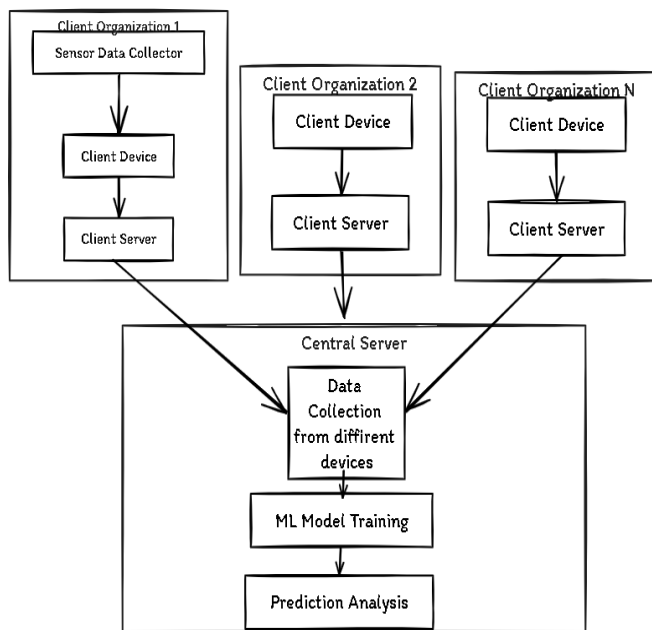 Client Organization 1
Sensor Data Collector
Client Device
Client Server
Client Organization 2
Client Device
Client Server
Client Organization N
Client Device
Client Server
Central Server
Data
Collection
from diffirent
devices
ML Model Training
Prediction Analysis